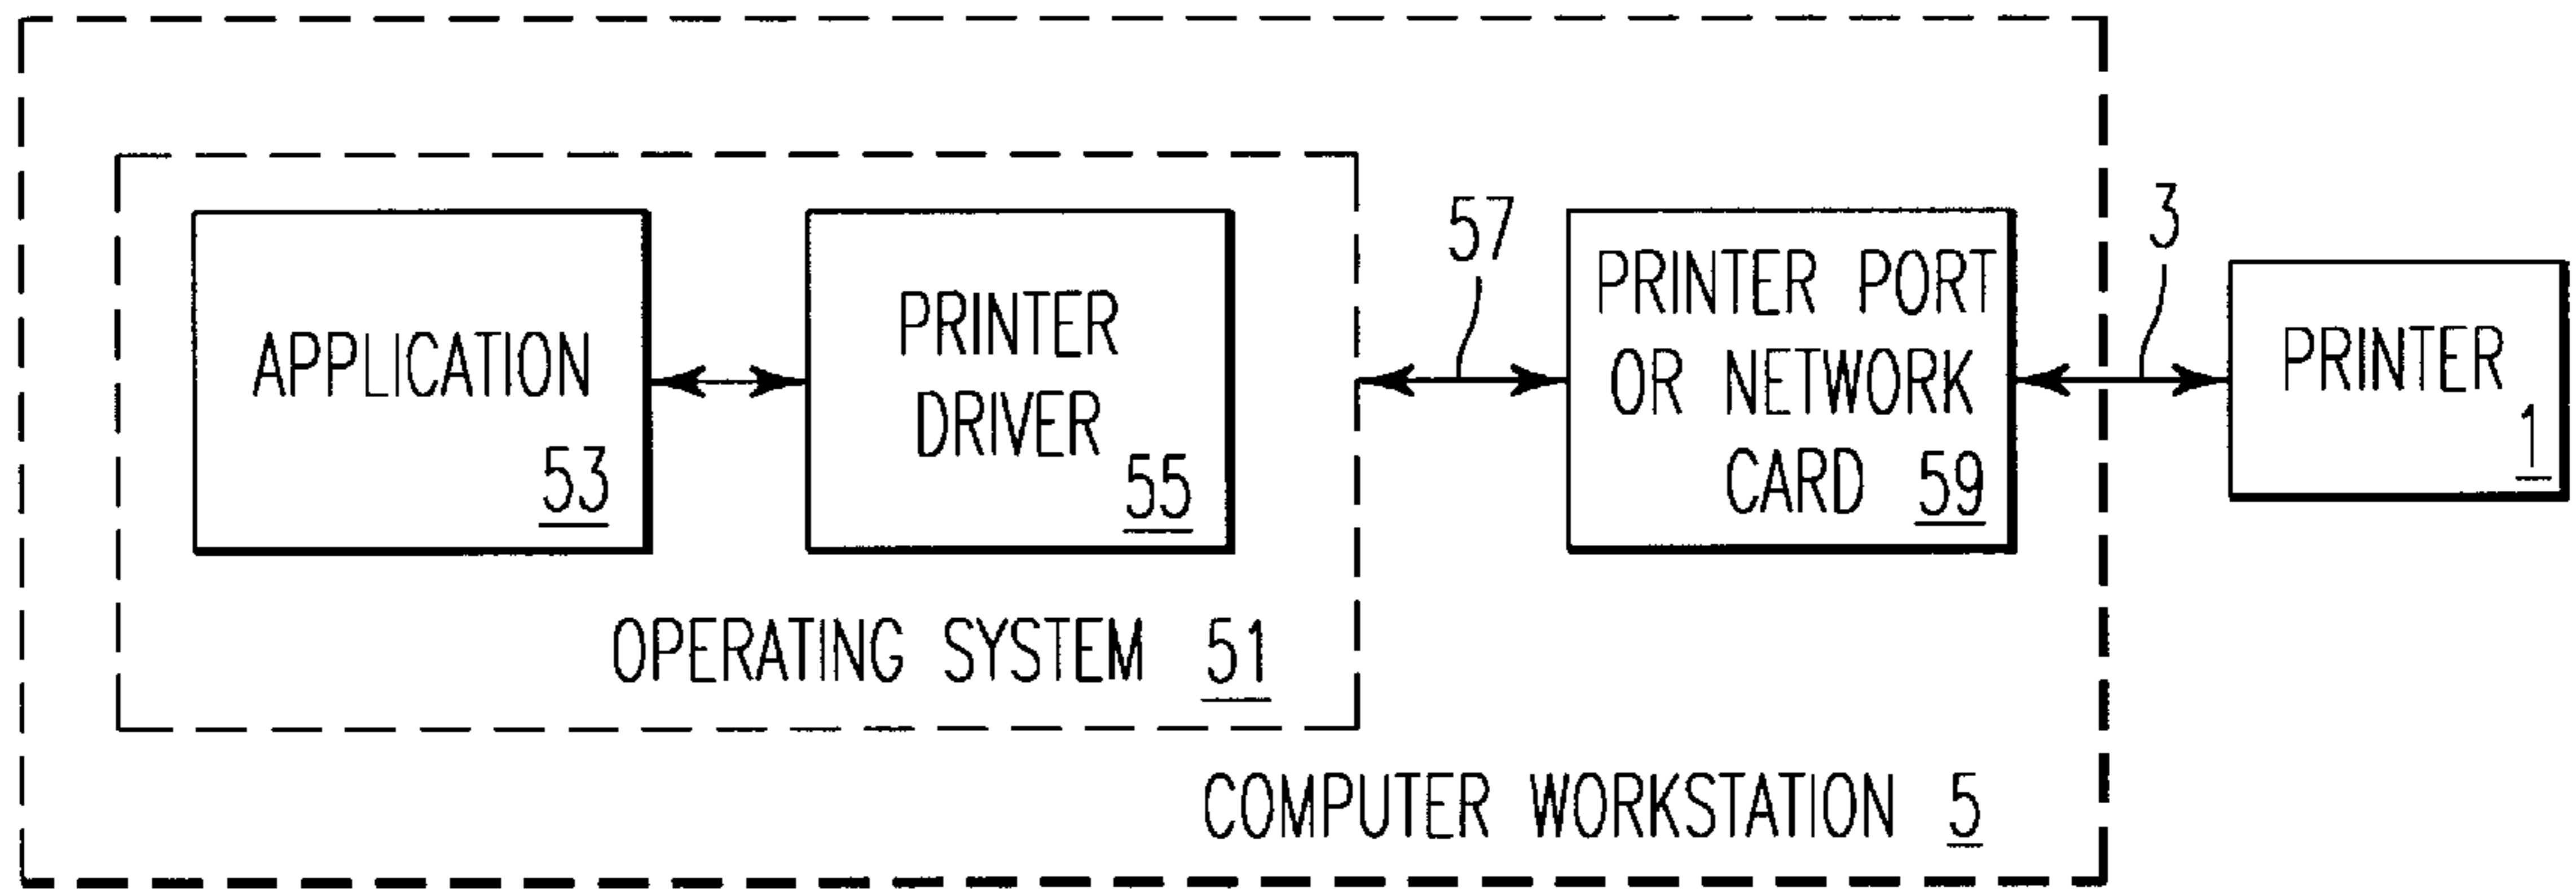 APPLICATION
53
PRINTER
DRIVER
55
OPERATING SYSTEM 51
57
PRINTER PORT
OR NETWORK
CARD 59
3
PRINTER
1
COMPUTER WORKSTATION 5